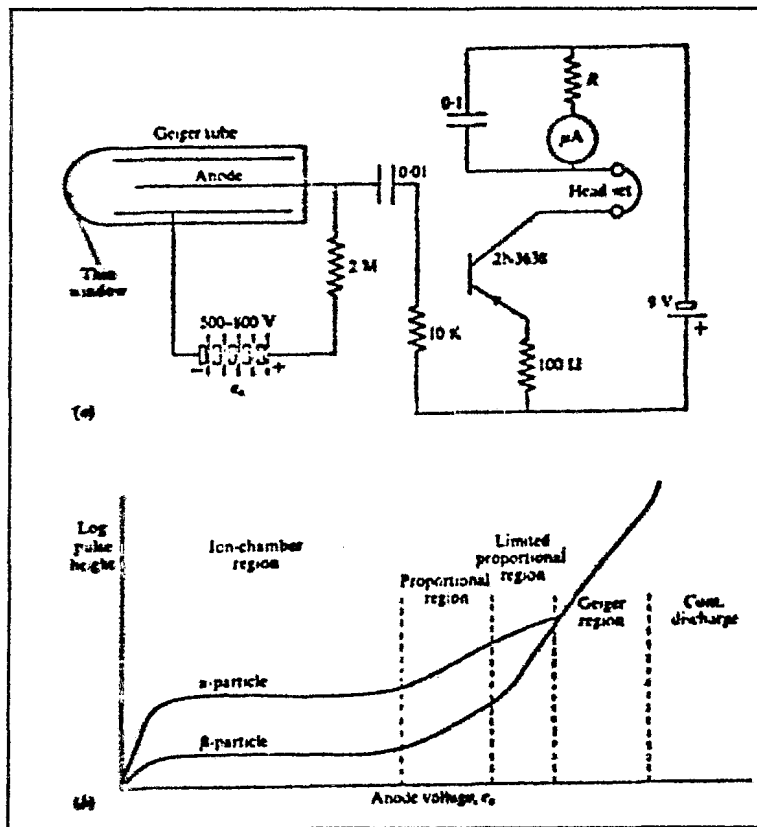 Geiger tube
Anode
Thin
window
500-800 V
- +
eₐ
2 M
0·01
10 K
0·1
R
μA
Head set
2N3638
100 Ω
9 V
+
(a)
Log
pulse
height
Ion-chamber
region
Proportional
region
Limited
proportional
region
Geiger
region
Cont.
discharge
α-particle
β-particle
Anode voltage, eₐ
(b)